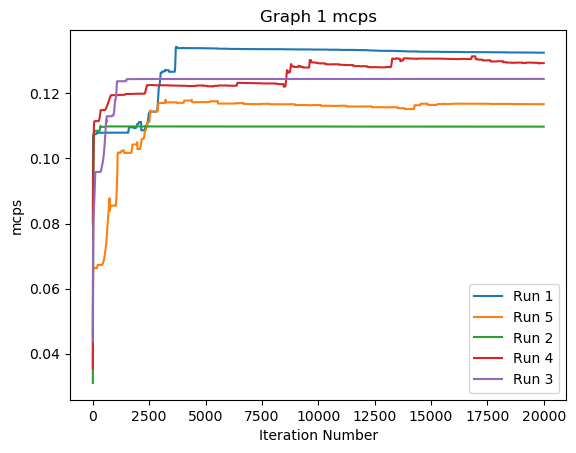 Graph 1 mcps
mcps
0.12
0.10
0.08
0.06
0.04
0
2500
5000
7500
10000
12500
15000
17500
20000
Iteration Number
Run 1
Run 5
Run 2
Run 4
Run 3